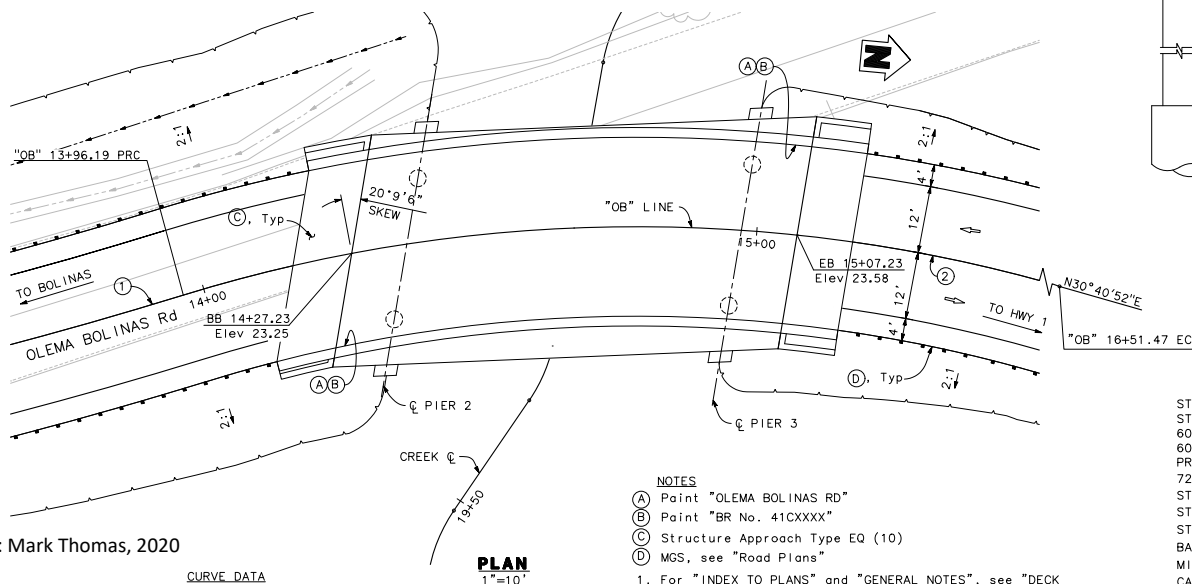 N
A B
"OB" 13+96.19 PRC
2:1
2:1
4'
12'
12'
4'
20°9'6"
SKEW
C, Typ
"OB" LINE
15+00
TO BOLINAS
1
14+00
EB 15+07.23
Elev 23.58
2
N30°40'52"E
TO HWY 1
BB 14+27.23
Elev 23.25
OLEMA BOLINAS Rd
"OB" 16+51.47 EC
A B
D, Typ
2:1
2:1
℄ PIER 2
℄ PIER 3
CREEK ℄
19+50
NOTES
A Paint "OLEMA BOLINAS RD"
B Paint "BR No. 41CXXXX"
C Structure Approach Type EQ (10)
D MGS, see "Road Plans"
1. For "INDEX TO PLANS" and "GENERAL NOTES", see "DECK
: Mark Thomas, 2020
CURVE DATA
PLAN
1"=10'
ST
ST
60
60
PR
72
ST
ST
ST
BA
MI
CA